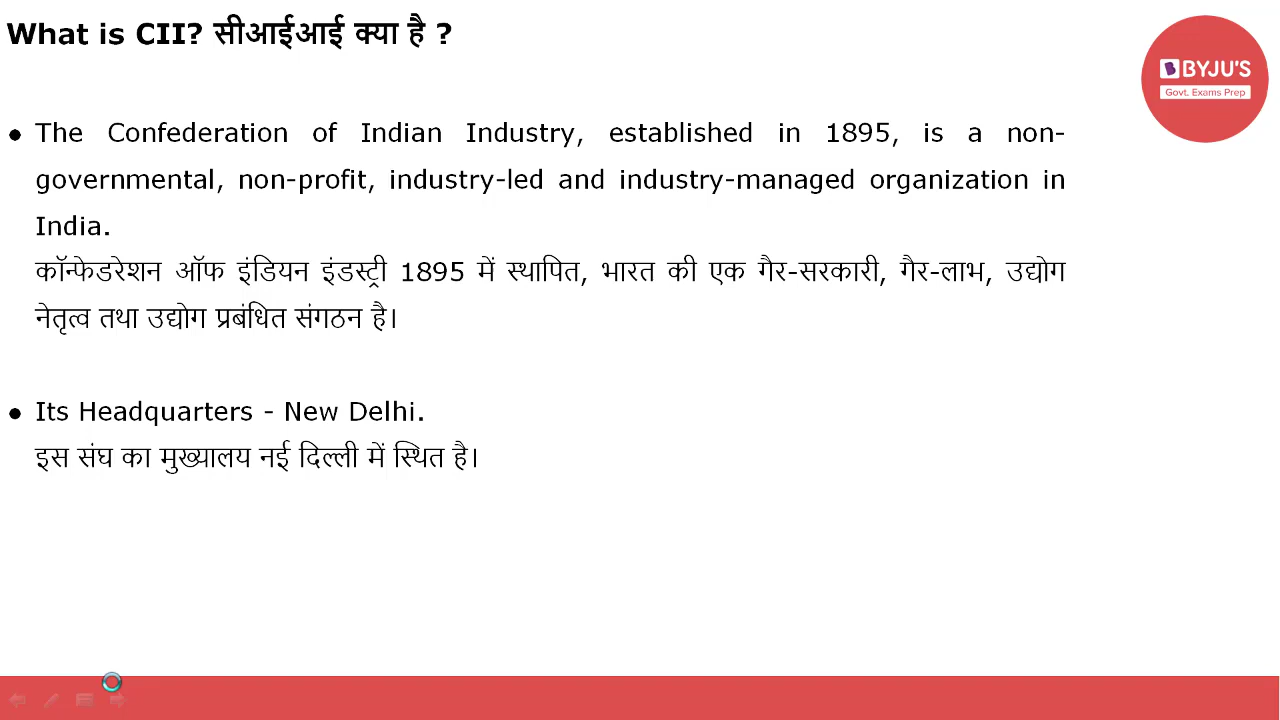 What is CII? सीआईआई क्या है ?
BYJU'S
Govt. Exams Prep
● The Confederation of Indian Industry, established in 1895, is a non-
governmental, non-profit, industry-led and industry-managed organization in
India.
कॉन्फेडरेशन ऑफ इंडियन इंडस्ट्री 1895 में स्थापित, भारत की एक गैर-सरकारी, गैर-लाभ, उद्योग
नेतृत्व तथा उद्योग प्रबंधित संगठन है।
● Its Headquarters - New Delhi.
इस संघ का मुख्यालय नई दिल्ली में स्थित है।